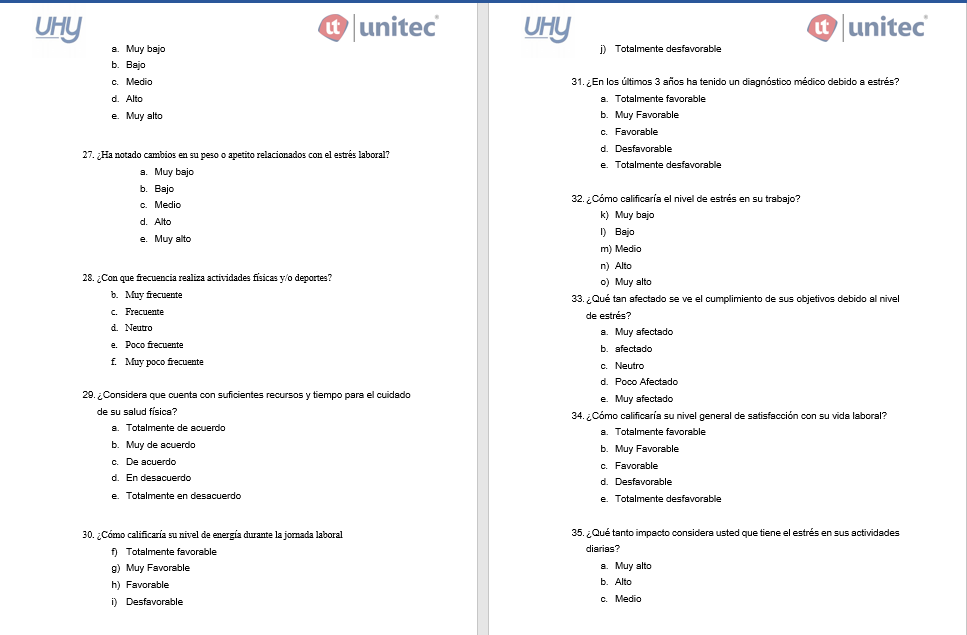 UHY
ut unitec
a. Muy bajo
b. Bajo
c. Medio
d. Alto
e. Muy alto
27. ¿Ha notado cambios en su peso o apetito relacionados con el estrés laboral?
a. Muy bajo
b. Bajo
c. Medio
d. Alto
e. Muy alto
28. ¿Con que frecuencia realiza actividades físicas y/o deportes?
b. Muy frecuente
c. Frecuente
d. Neutro
e. Poco frecuente
f. Muy poco frecuente
29. ¿Considera que cuenta con suficientes recursos y tiempo para el cuidado
de su salud física?
a. Totalmente de acuerdo
b. Muy de acuerdo
c. De acuerdo
d. En desacuerdo
e. Totalmente en desacuerdo
30. ¿Cómo calificaría su nivel de energía durante la jornada laboral
f) Totalmente favorable
g) Muy Favorable
h) Favorable
i) Desfavorable
UHY
ut unitec
j) Totalmente desfavorable
31. ¿En los últimos 3 años ha tenido un diagnóstico médico debido a estrés?
a. Totalmente favorable
b. Muy Favorable
c. Favorable
d. Desfavorable
e. Totalmente desfavorable
32. ¿Cómo calificaría el nivel de estrés en su trabajo?
k) Muy bajo
l) Bajo
m) Medio
n) Alto
o) Muy alto
33. ¿Qué tan afectado se ve el cumplimiento de sus objetivos debido al nivel
de estrés?
a. Muy afectado
b. afectado
c. Neutro
d. Poco Afectado
e. Muy afectado
34. ¿Cómo calificaría su nivel general de satisfacción con su vida laboral?
a. Totalmente favorable
b. Muy Favorable
c. Favorable
d. Desfavorable
e. Totalmente desfavorable
35. ¿Qué tanto impacto considera usted que tiene el estrés en sus actividades
diarias?
a. Muy alto
b. Alto
c. Medio